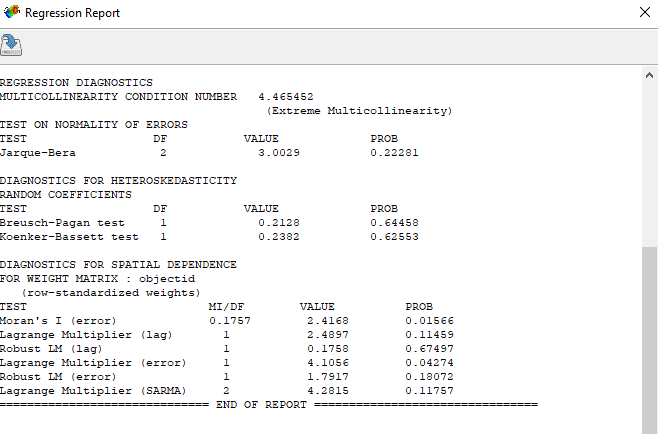 Regression Report
REGRESSION DIAGNOSTICS
MULTICOLLINEARITY CONDITION NUMBER 4.465452
(Extreme Multicollinearity)
TEST ON NORMALITY OF ERRORS
TEST DF VALUE PROB
Jarque-Bera 2 3.0029 0.22281
DIAGNOSTICS FOR HETEROSKEDASTICITY
RANDOM COEFFICIENTS
TEST DF VALUE PROB
Breusch-Pagan test 1 0.2128 0.64458
Koenker-Bassett test 1 0.2382 0.62553
DIAGNOSTICS FOR SPATIAL DEPENDENCE
FOR WEIGHT MATRIX : objectid
(row-standardized weights)
TEST MI/DF VALUE PROB
Moran's I (error) 0.1757 2.4168 0.01566
Lagrange Multiplier (lag) 1 2.4897 0.11459
Robust LM (lag) 1 0.1758 0.67497
Lagrange Multiplier (error) 1 4.1056 0.04274
Robust LM (error) 1 1.7917 0.18072
Lagrange Multiplier (SARMA) 2 4.2815 0.11757
============================== END OF REPORT ================================